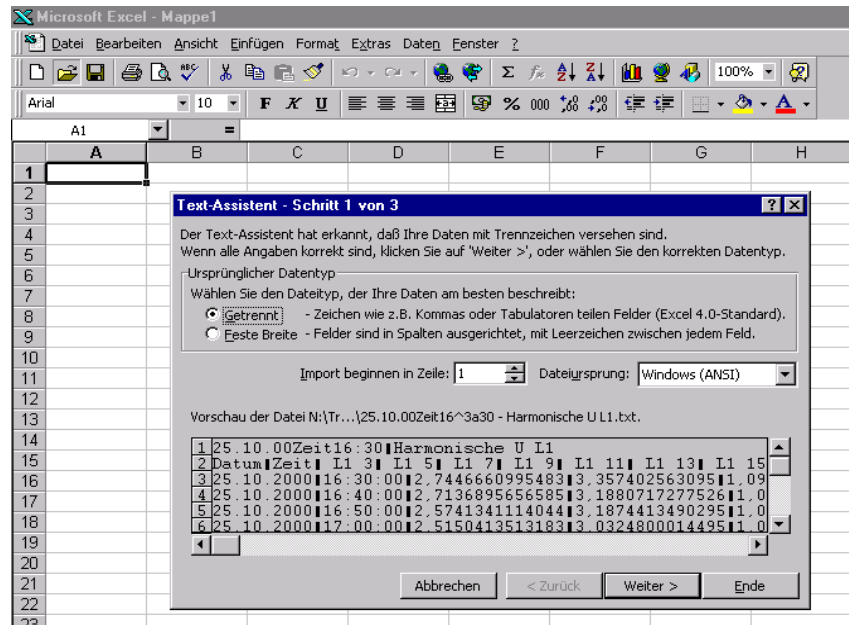 Microsoft Excel - Mappe1
Datei Bearbeiten Ansicht Einfügen Format Extras Daten Fenster ?
ABC Σ fx A Z Z A 100%
Arial 10 F K U % 000
A1 =
A B C D E F G H
1
2
Text-Assistent - Schritt 1 von 3 ? ×
3
4 Der Text-Assistent hat erkannt, daß Ihre Daten mit Trennzeichen versehen sind.
5 Wenn alle Angaben korrekt sind, klicken Sie auf 'Weiter >', oder wählen Sie den korrekten Datentyp.
6 Ursprünglicher Datentyp
7 Wählen Sie den Dateityp, der Ihre Daten am besten beschreibt:
8 Getrennt - Zeichen wie z.B. Kommas oder Tabulatoren teilen Felder (Excel 4.0-Standard).
9 Feste Breite - Felder sind in Spalten ausgerichtet, mit Leerzeichen zwischen jedem Feld.
10
11 Import beginnen in Zeile: 1 Dateiursprung: Windows (ANSI)
12
13 Vorschau der Datei N:\Tr...\25.10.00Zeit16^3a30 - Harmonische U L1.txt.
14 1 25.10.00Zeit16:30 Harmonische U L1
15 2 Datum Zeit L1 3 L1 5 L1 7 L1 9 L1 11 L1 13 L1 15
16 3 25.10.2000 16:30:00 2,7446660995483 3,357402563095 1,09
17 4 25.10.2000 16:40:00 2,7136895656585 3,1880717277526 1,0
18 5 25.10.2000 16:50:00 2,5741341114044 3,1874413490295 1,0
6 25.10.2000 17:00:00 2,5150413513183 3,0324800014495 1,0
19
20
21 Abbrechen < Zurück Weiter > Ende
22
23